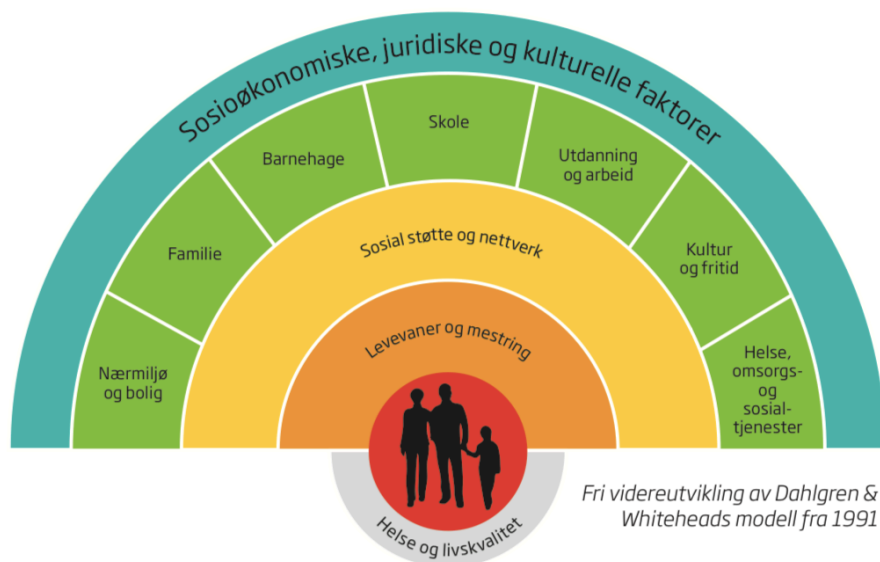 Sosioøkonomiske, juridiske og kulturelle faktorer
Nærmiljø
og bolig
Familie
Barnehage
Skole
Utdanning
og arbeid
Kultur
og fritid
Helse,
omsorgs-
og
sosial-
tjenester
Sosial støtte og nettverk
Levevaner og mestring
Helse og livskvalitet
Fri videreutvikling av Dahlgren &
Whiteheads modell fra 1991